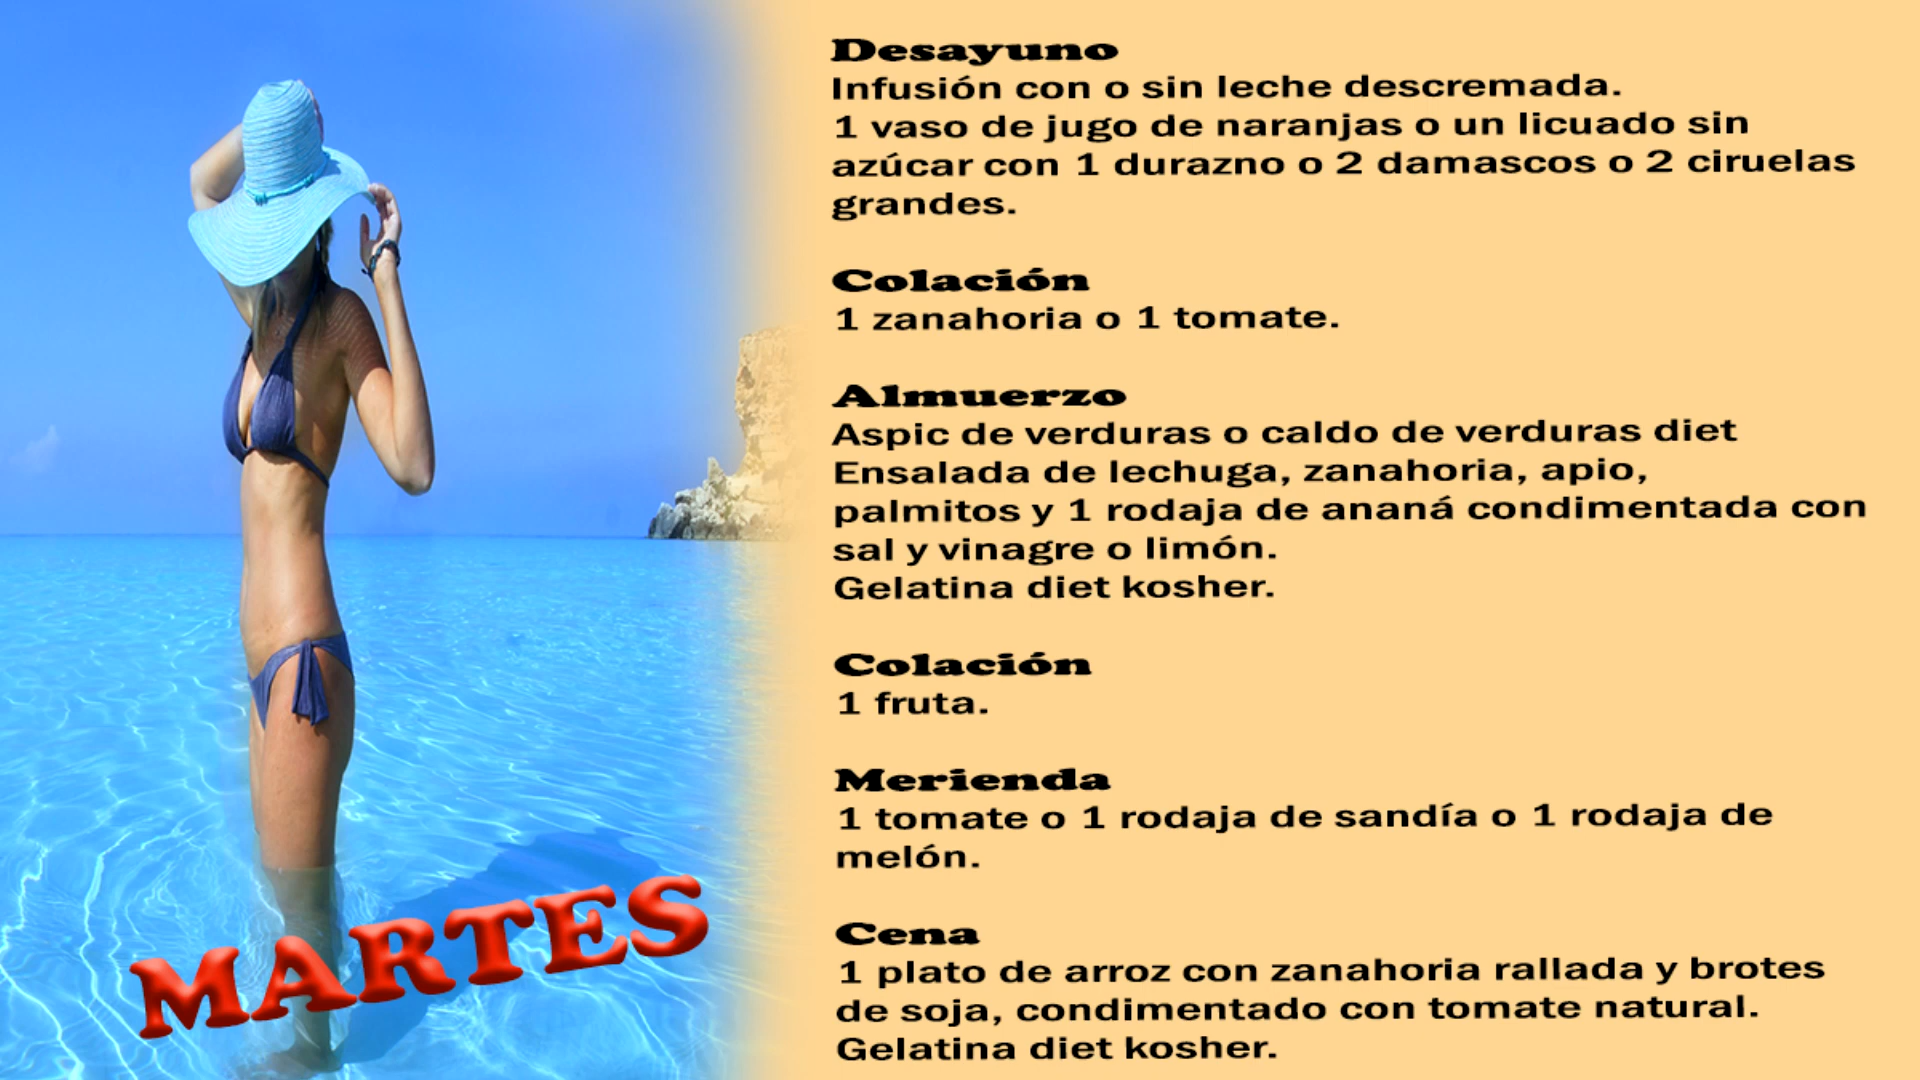 Desayuno
Infusión con o sin leche descremada.
1 vaso de jugo de naranjas o un licuado sin
azúcar con 1 durazno o 2 damascos o 2 ciruelas
grandes.
Colación
1 zanahoria o 1 tomate.
Almuerzo
Aspic de verduras o caldo de verduras diet
Ensalada de lechuga, zanahoria, apio,
palmitos y 1 rodaja de ananá condimentada con
sal y vinagre o limón.
Gelatina diet kosher.
Colación
1 fruta.
Merienda
1 tomate o 1 rodaja de sandía o 1 rodaja de
melón.
Cena
1 plato de arroz con zanahoria rallada y brotes
de soja, condimentado con tomate natural.
Gelatina diet kosher.
MARTES